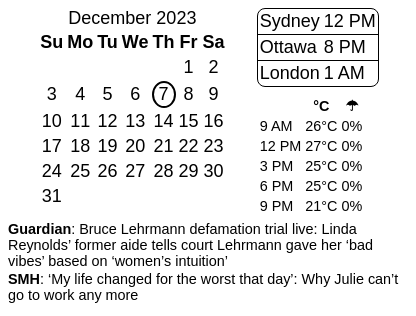 December 2023
Su Mo Tu We Th Fr Sa
1 2
3 4 5 6 7 8 9
10 11 12 13 14 15 16
17 18 19 20 21 22 23
24 25 26 27 28 29 30
31
Sydney 12 PM
Ottawa 8 PM
London 1 AM
°C ☂
9 AM 26°C 0%
12 PM 27°C 0%
3 PM 25°C 0%
6 PM 25°C 0%
9 PM 21°C 0%
Guardian: Bruce Lehrmann defamation trial live: Linda
Reynolds’ former aide tells court Lehrmann gave her ‘bad
vibes’ based on ‘women’s intuition’
SMH: ‘My life changed for the worst that day’: Why Julie can’t
go to work any more